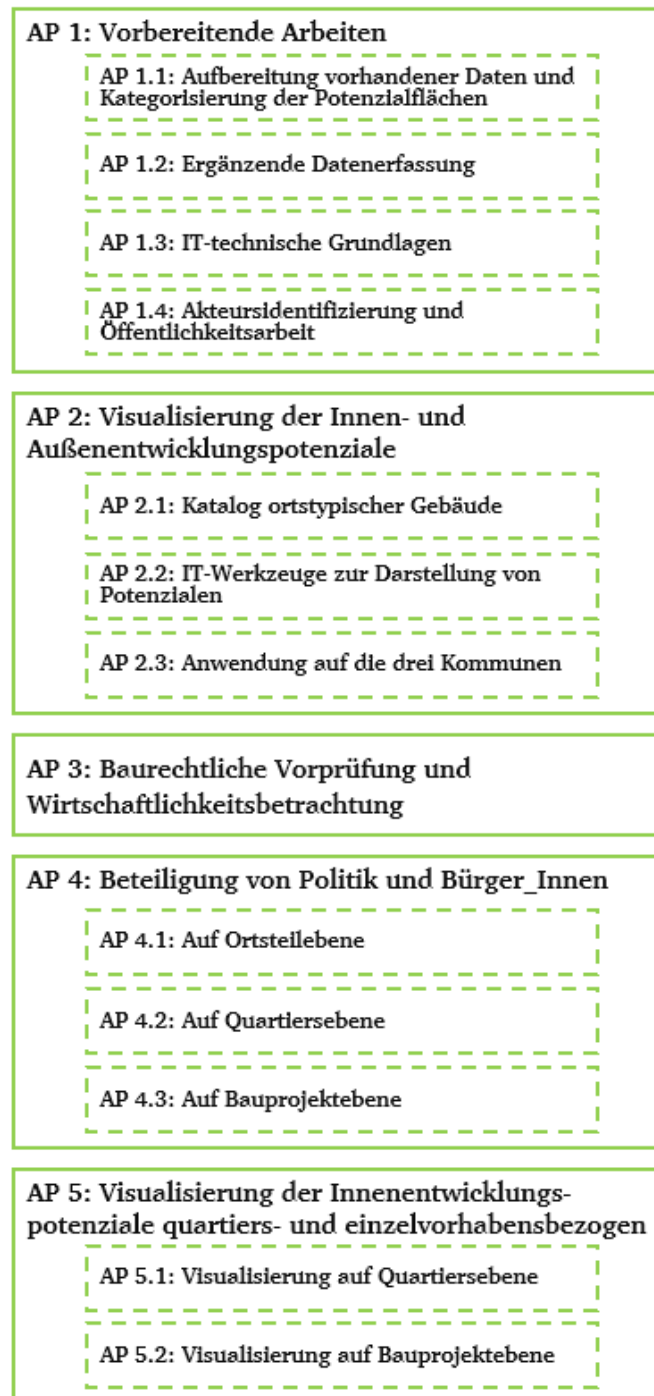 AP 1: Vorbereitende Arbeiten
AP 1.1: Aufbereitung vorhandener Daten und
Kategorisierung der Potenzialflächen
AP 1.2: Ergänzende Datenerfassung
AP 1.3: IT-technische Grundlagen
AP 1.4: Akteursidentifizierung und
Öffentlichkeitsarbeit
AP 2: Visualisierung der Innen- und
Außenentwicklungspotenziale
AP 2.1: Katalog ortstypischer Gebäude
AP 2.2: IT-Werkzeuge zur Darstellung von
Potenzialen
AP 2.3: Anwendung auf die drei Kommunen
AP 3: Baurechtliche Vorprüfung und
Wirtschaftlichkeitsbetrachtung
AP 4: Beteiligung von Politik und Bürger_Innen
AP 4.1: Auf Ortsteilebene
AP 4.2: Auf Quartiersebene
AP 4.3: Auf Bauprojektebene
AP 5: Visualisierung der Innenentwicklungs-
potenziale quartiers- und einzelvorhabensbezogen
AP 5.1: Visualisierung auf Quartiersebene
AP 5.2: Visualisierung auf Bauprojektebene